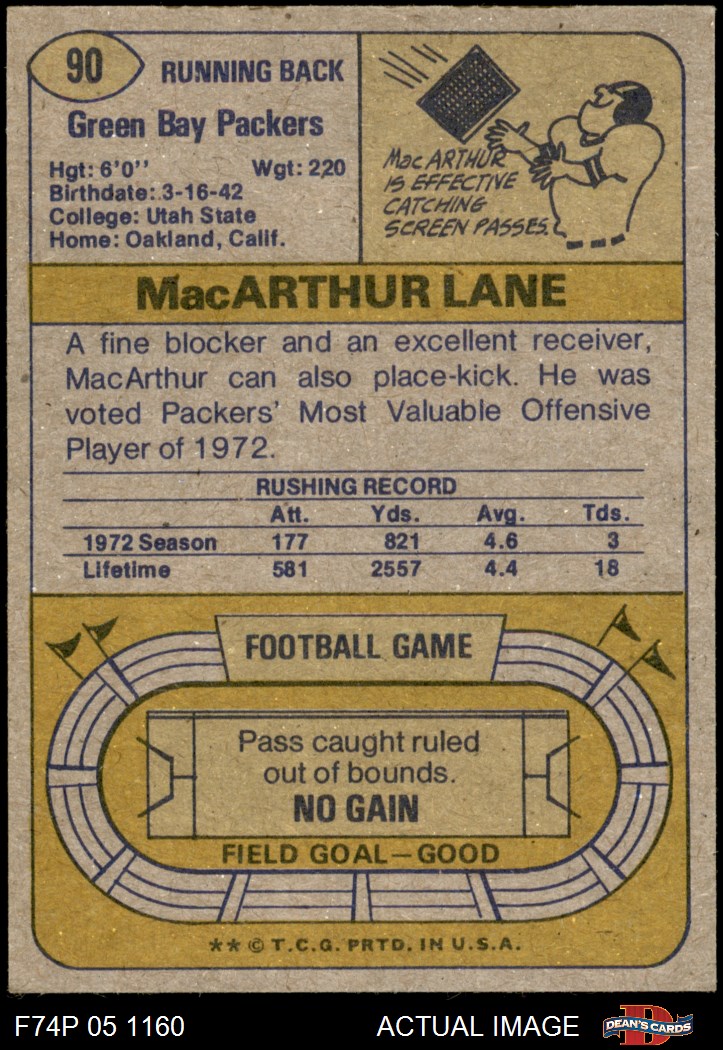 90
RUNNING BACK
Green Bay Packers
Hgt: 6'0'' Wgt: 220
Birthdate: 3-16-42
College: Utah State
Home: Oakland, Calif.
MacARTHUR
IS EFFECTIVE
CATCHING
SCREEN PASSES.
MacARTHUR LANE
A fine blocker and an excellent receiver,
MacArthur can also place-kick. He was
voted Packers' Most Valuable Offensive
Player of 1972.
RUSHING RECORD
Att. Yds. Avg. Tds.
1972 Season 177 821 4.6 3
Lifetime 581 2557 4.4 18
FOOTBALL GAME
Pass caught ruled
out of bounds.
NO GAIN
FIELD GOAL—GOOD
** © T.C.G. PRTD. IN U.S.A.
F74P 05 1160 ACTUAL IMAGE D DEAN'S CARDS